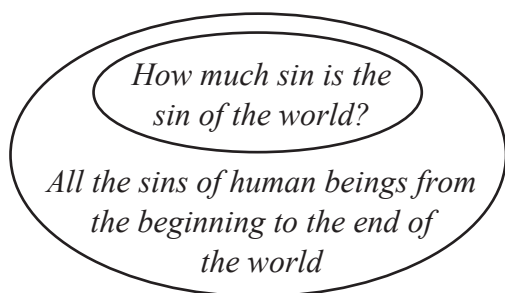 How much sin is the
sin of the world?
All the sins of human beings from
the beginning to the end of
the world